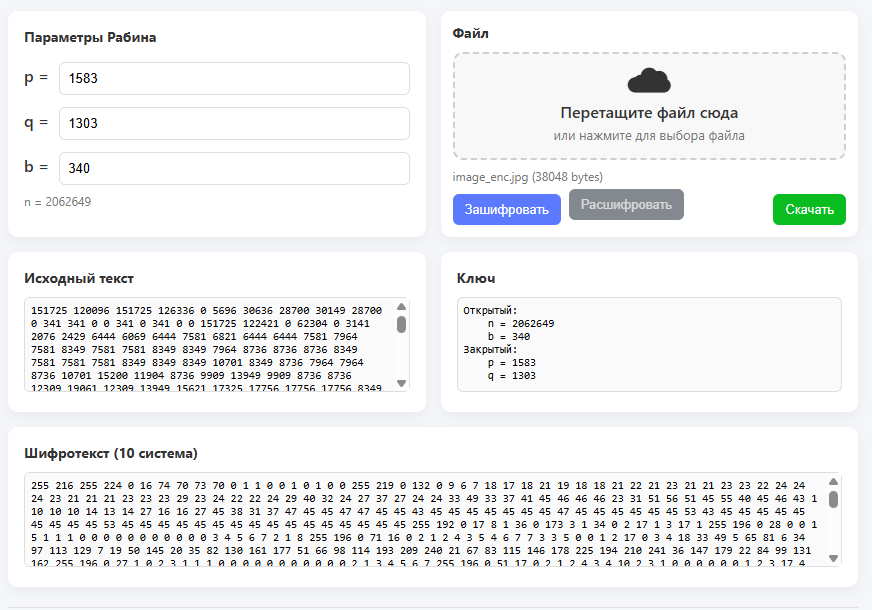 Параметры Рабина
p = 1583
q = 1303
b = 340
n = 2062649
Файл
Перетащите файл сюда
или нажмите для выбора файла
image_enc.jpg (38048 bytes)
Зашифровать Расшифровать Скачать
Исходный текст
151725 120096 151725 126336 0 5696 30636 28700 30149 28700
0 341 341 0 0 341 0 341 0 0 151725 122421 0 62304 0 3141
2076 2429 6444 6069 6444 7581 6821 6444 6444 7581 7964
7581 8349 7581 7581 8349 8349 7964 8736 8736 8736 8349
7581 7581 7581 8349 8349 8349 10701 8349 8736 7964 7964
8736 10701 15200 11904 8736 9909 13949 9909 8736 8736
12309 19061 12309 13949 15621 17325 17756 17756 17756 8349
Ключ
Открытый:
n = 2062649
b = 340
Закрытый:
p = 1583
q = 1303
Шифротекст (10 система)
255 216 255 224 0 16 74 70 73 70 0 1 1 0 0 1 0 1 0 0 255 219 0 132 0 9 6 7 18 17 18 21 19 18 18 21 22 21 23 21 21 23 23 22 24 24
24 23 21 21 21 23 23 23 29 23 24 22 22 24 29 40 32 24 27 37 27 24 24 33 49 33 37 41 45 46 46 46 23 31 51 56 51 45 55 40 45 46 43 1
10 10 10 14 13 14 27 16 16 27 45 38 31 37 47 45 45 47 47 45 45 43 45 45 45 45 45 45 45 45 47 45 45 45 45 45 45 45 53 43 45 45 45 45 45
45 45 45 45 53 45 45 45 45 45 45 45 45 45 45 45 45 45 45 45 45 255 192 0 17 8 1 36 0 173 3 1 34 0 2 17 1 3 17 1 255 196 0 28 0 0 1
5 1 1 1 0 0 0 0 0 0 0 0 0 0 0 3 4 5 6 7 2 1 8 255 196 0 71 16 0 2 1 2 4 3 5 4 6 7 7 3 3 5 0 0 1 2 17 0 3 4 18 33 49 5 65 81 6 34
97 113 129 7 19 50 145 20 35 82 130 161 177 51 66 98 114 193 209 240 21 67 83 115 146 178 225 194 210 241 36 147 179 22 84 99 131
162 255 196 0 27 1 0 2 3 1 1 1 0 0 0 0 0 0 0 0 0 0 2 1 3 4 5 6 7 255 196 0 51 17 0 2 1 2 4 3 4 10 2 3 1 0 0 0 0 0 0 1 2 3 17 4